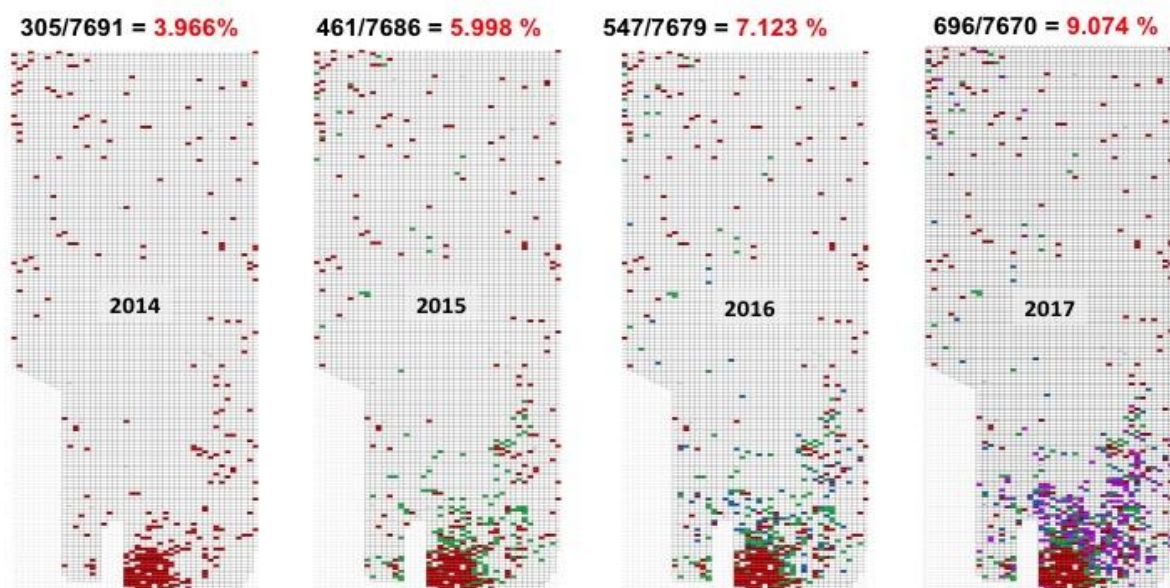 305/7691 = 3.966%
461/7686 = 5.998 %
547/7679 = 7.123 %
696/7670 = 9.074 %
2014
2015
2016
2017